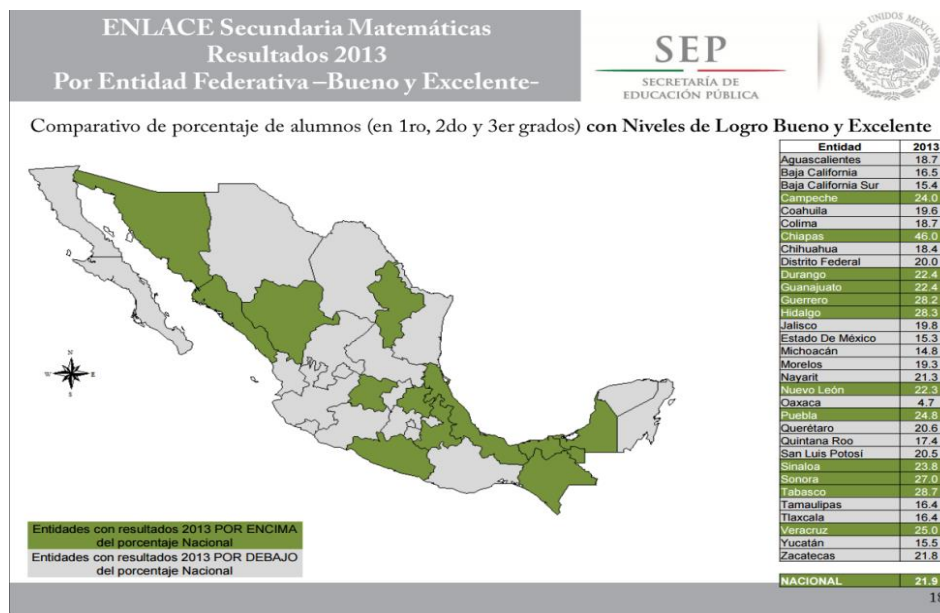 ENLACE Secundaria Matemáticas
Resultados 2013
Por Entidad Federativa –Bueno y Excelente-
SEP
SECRETARÍA DE
EDUCACIÓN PÚBLICA
ESTADOS UNIDOS MEXICANOS
Comparativo de porcentaje de alumnos (en 1ro, 2do y 3er grados) con Niveles de Logro Bueno y Excelente
Entidad 2013
Aguascalientes 18.7
Baja California 16.5
Baja California Sur 15.4
Campeche 24.0
Coahuila 19.6
Colima 18.7
Chiapas 46.0
Chihuahua 18.4
Distrito Federal 20.0
Durango 22.4
Guanajuato 22.4
Guerrero 28.2
Hidalgo 28.3
Jalisco 19.8
Estado De México 15.3
Michoacán 14.8
Morelos 19.3
Nayarit 21.3
Nuevo León 22.3
Oaxaca 4.7
Puebla 24.8
Querétaro 20.6
Quintana Roo 17.4
San Luis Potosí 20.5
Sinaloa 23.8
Sonora 27.0
Tabasco 28.7
Tamaulipas 16.4
Tlaxcala 16.4
Veracruz 25.0
Yucatán 15.5
Zacatecas 21.8
NACIONAL 21.9
N
W E
S
Entidades con resultados 2013 POR ENCIMA
del porcentaje Nacional
Entidades con resultados 2013 POR DEBAJO
del porcentaje Nacional
18